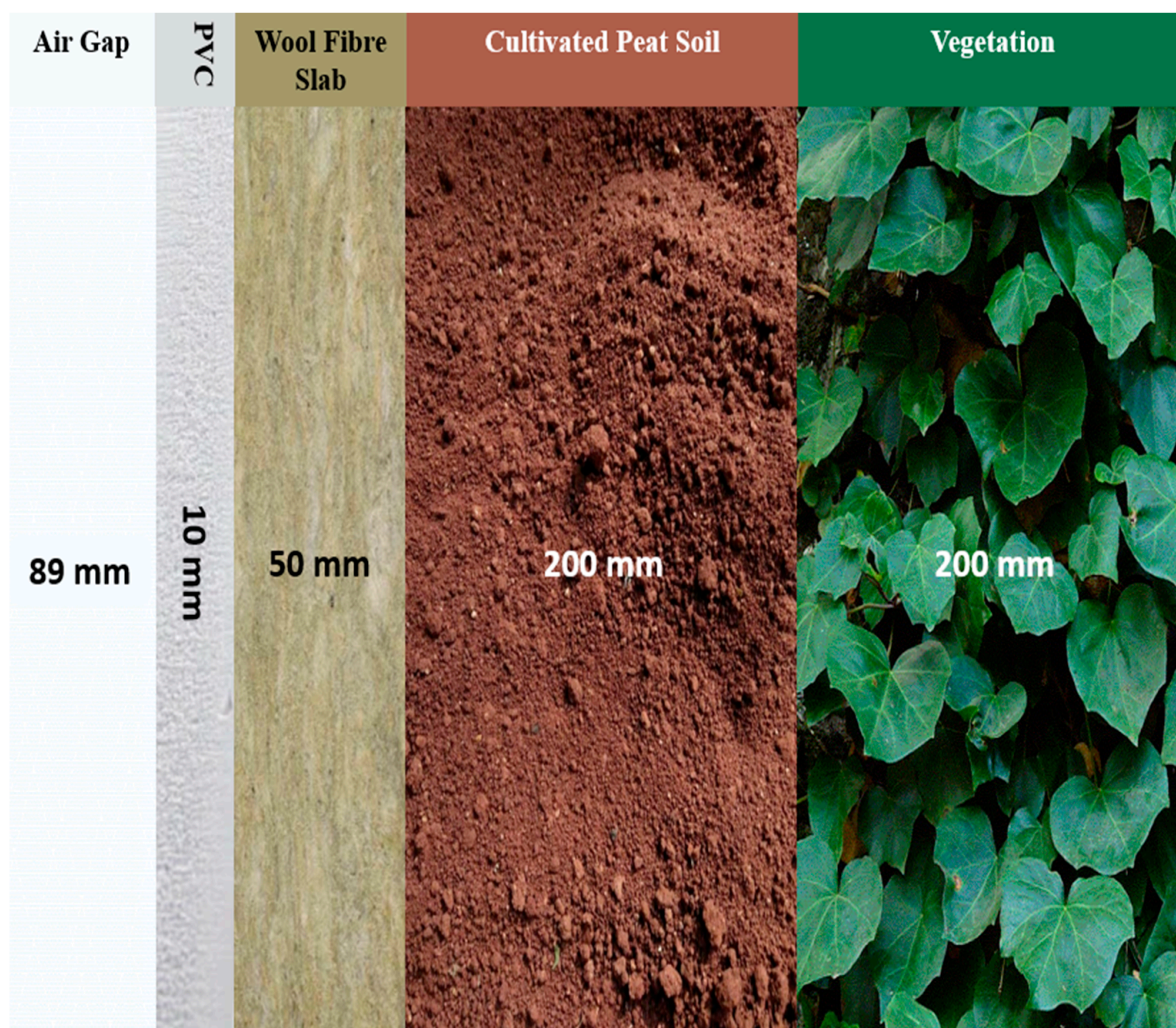 Air Gap
PVC
Wool Fibre
Slab
Cultivated Peat Soil
Vegetation
89 mm
10 mm
50 mm
200 mm
200 mm